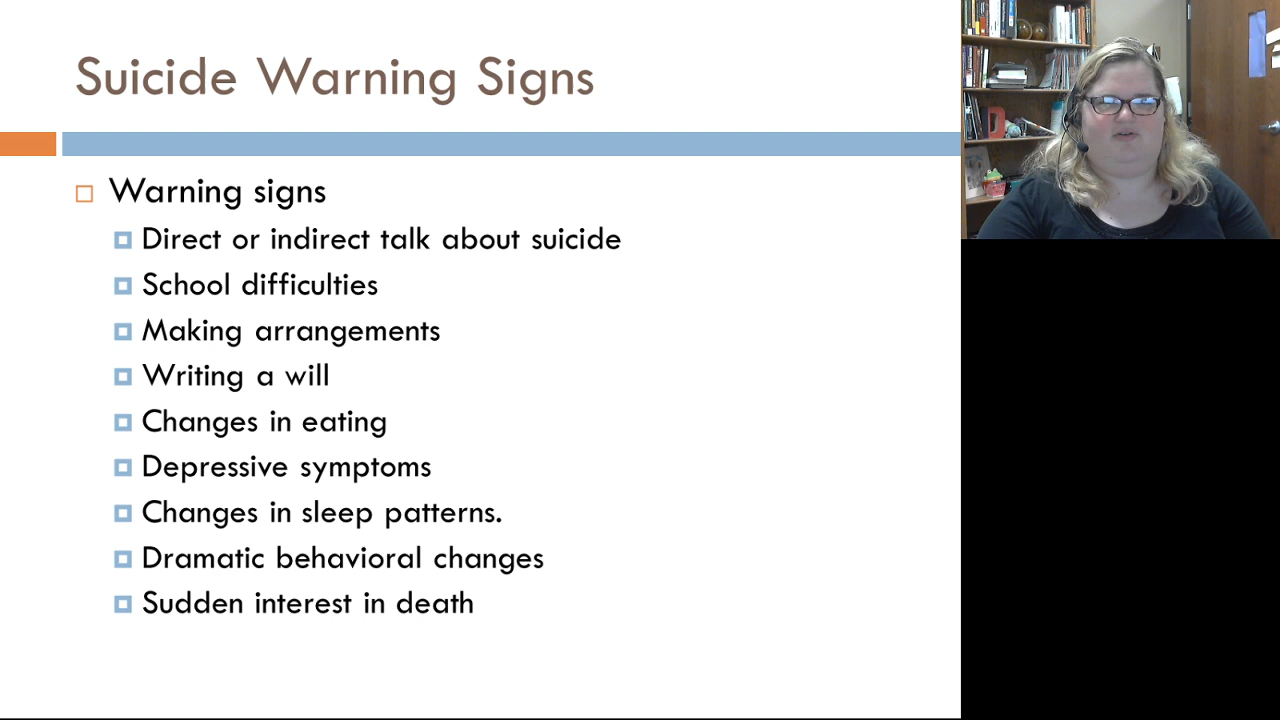 Suicide Warning Signs
Warning signs
Direct or indirect talk about suicide
School difficulties
Making arrangements
Writing a will
Changes in eating
Depressive symptoms
Changes in sleep patterns.
Dramatic behavioral changes
Sudden interest in death